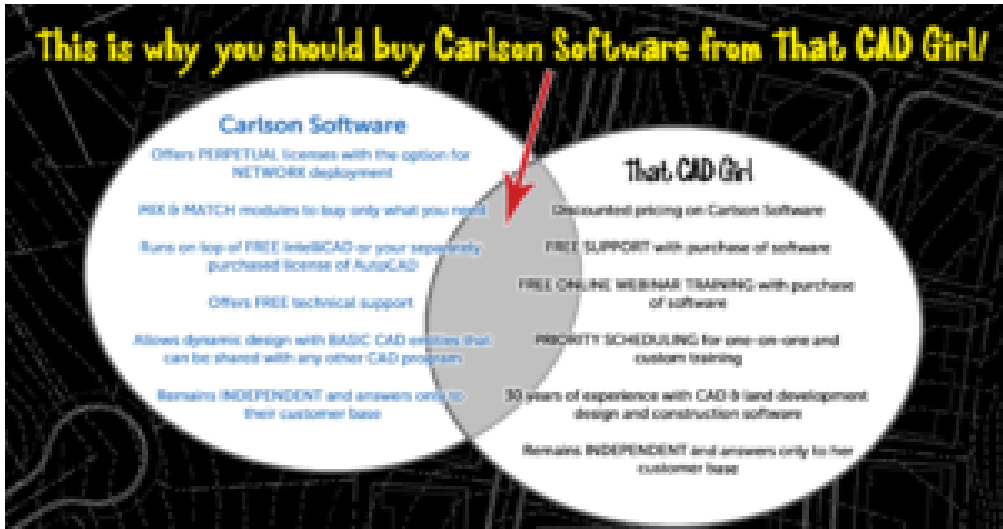 This is why you should buy Carlson Software from That CAD Girl!
Carlson Software
Offers PERPETUAL licenses with the option for
NETWORK deployment
MIX & MATCH modules to buy only what you need
Runs on top of FREE IntelliCAD or your separately
purchased license of AutoCAD
Offers FREE technical support
Allows dynamic design with BASIC CAD entities that
can be shared with any other CAD program
Remains INDEPENDENT and answers only to
their customer base
That CAD Girl
Discounted pricing on Carlson Software
FREE SUPPORT with purchase of software
FREE ONLINE WEBINAR TRAINING with purchase
of software
PRIORITY SCHEDULING for one-on-one and
custom training
30 years of experience with CAD & land development
design and construction software
Remains INDEPENDENT and answers only to her
customer base